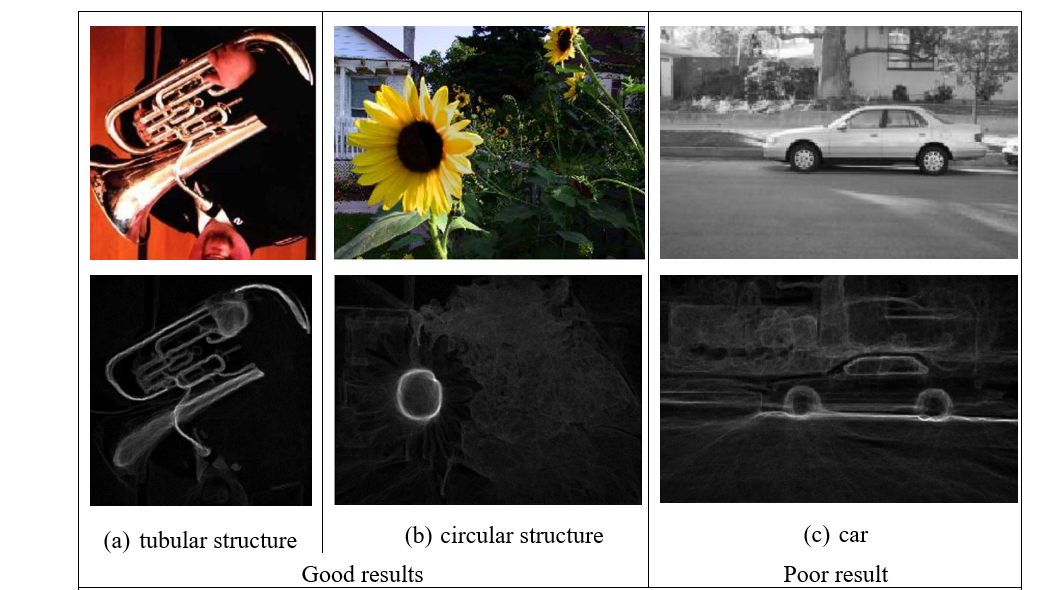 (a) tubular structure
(b) circular structure
(c) car
Good results
Poor result